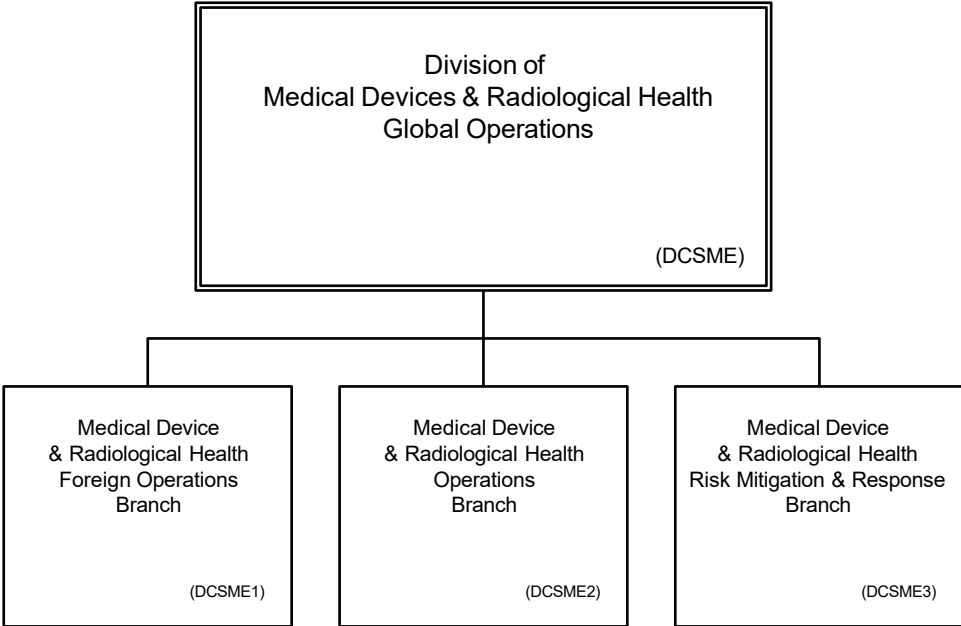 Division of
Medical Devices & Radiological Health
Global Operations
(DCSME)
Medical Device
& Radiological Health
Foreign Operations
Branch
(DCSME1)
Medical Device
& Radiological Health
Operations
Branch
(DCSME2)
Medical Device
& Radiological Health
Risk Mitigation & Response
Branch
(DCSME3)